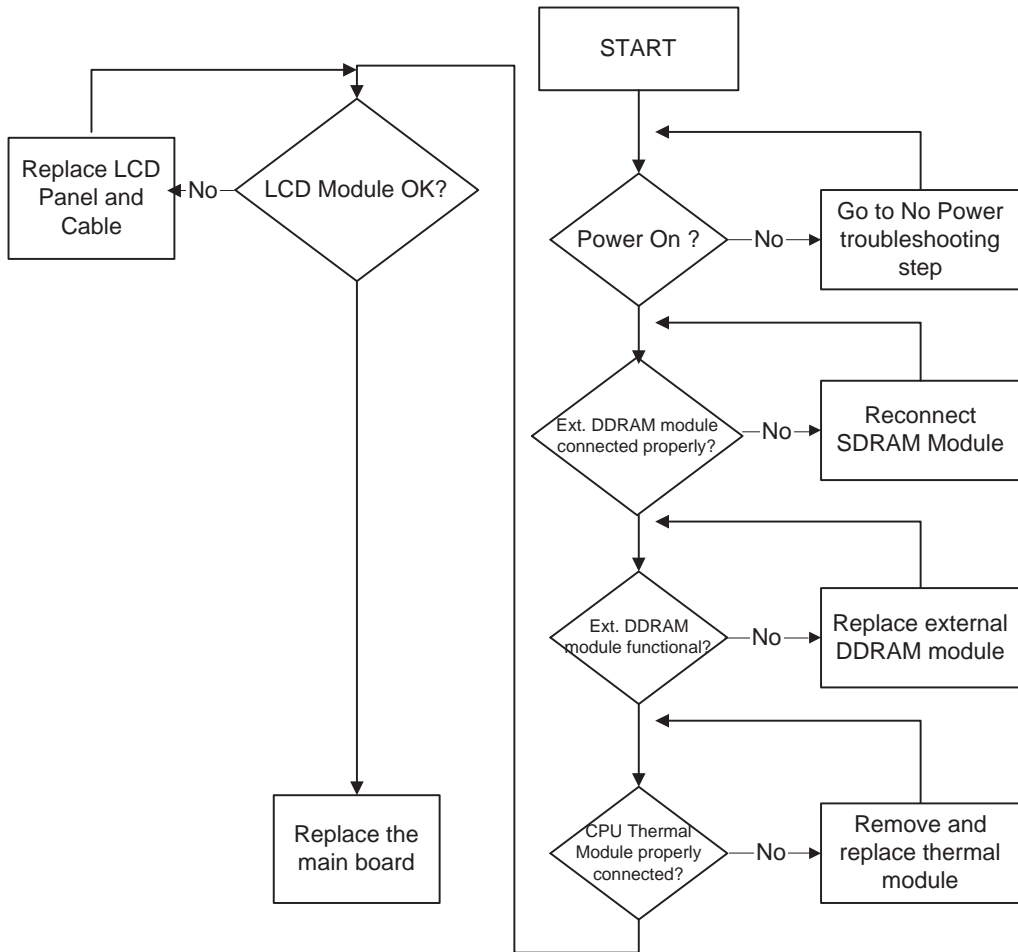 START
Power On ?
No
Go to No Power
troubleshooting
step
Ext. DDRAM module
connected properly?
No
Reconnect
SDRAM Module
Ext. DDRAM
module functional?
No
Replace external
DDRAM module
CPU Thermal
Module properly
connected?
No
Remove and
replace thermal
module
LCD Module OK?
No
Replace LCD
Panel and
Cable
Replace the
main board